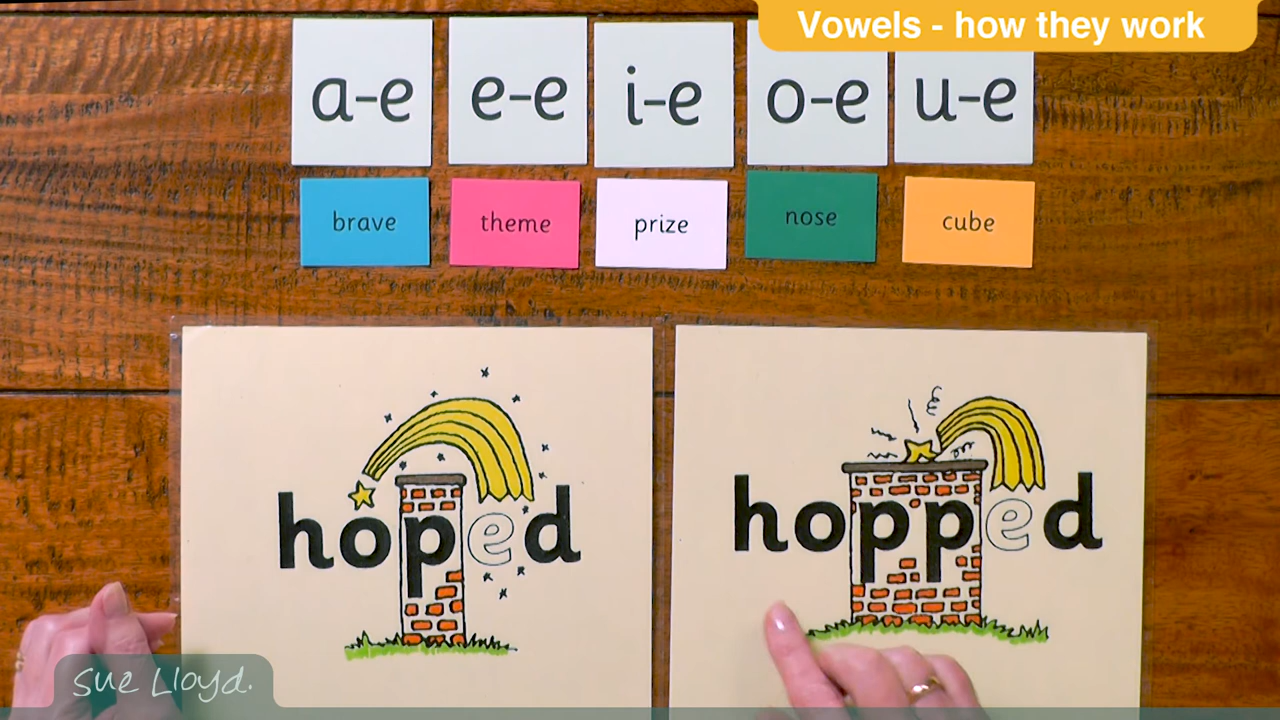 Vowels - how they work
a-e e-e i-e o-e u-e
brave theme prize nose cube
hoped hopped
Sue Lloyd.